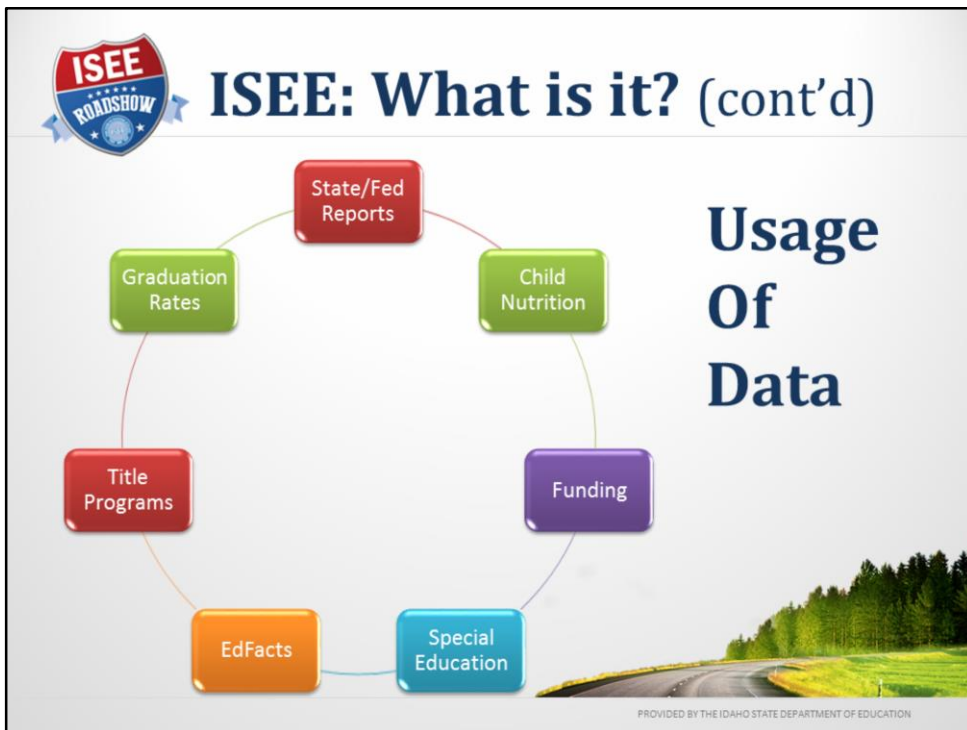 ISEE
ROADSHOW
ISEE: What is it? (cont'd)
State/Fed
Reports
Graduation
Rates
Child
Nutrition
Usage
Of
Data
Title
Programs
Funding
EdFacts
Special
Education
PROVIDED BY THE IDAHO STATE DEPARTMENT OF EDUCATION